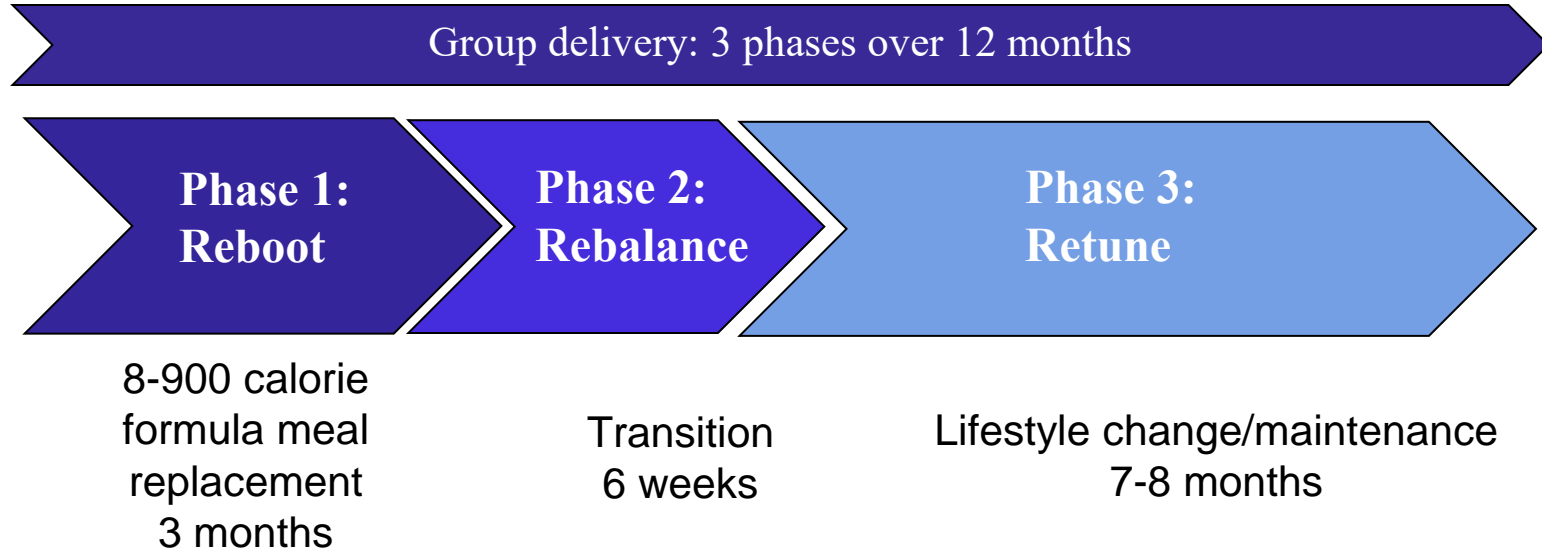 Group delivery: 3 phases over 12 months
Phase 1:
Reboot
Phase 2:
Rebalance
Phase 3:
Retune
8-900 calorie
formula meal
replacement
3 months
Transition
6 weeks
Lifestyle change/maintenance
7-8 months